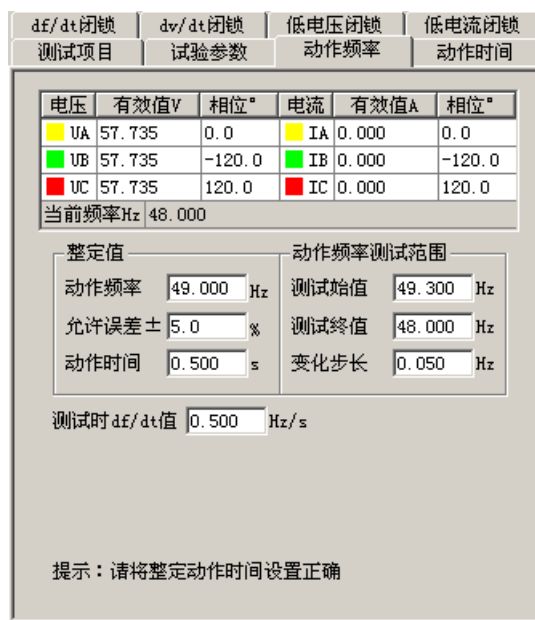 df/dt闭锁 dv/dt闭锁 低电压闭锁 低电流闭锁
测试项目 试验参数 动作频率 动作时间
电压 有效值V 相位° 电流 有效值A 相位°
UA 57.735 0.0 IA 0.000 0.0
UB 57.735 -120.0 IB 0.000 -120.0
UC 57.735 120.0 IC 0.000 120.0
当前频率Hz 48.000
整定值 动作频率测试范围
动作频率 49.000 Hz 测试始值 49.300 Hz
允许误差± 5.0 % 测试终值 48.000 Hz
动作时间 0.500 s 变化步长 0.050 Hz
测试时df/dt值 0.500 Hz/s
提示：请将整定动作时间设置正确